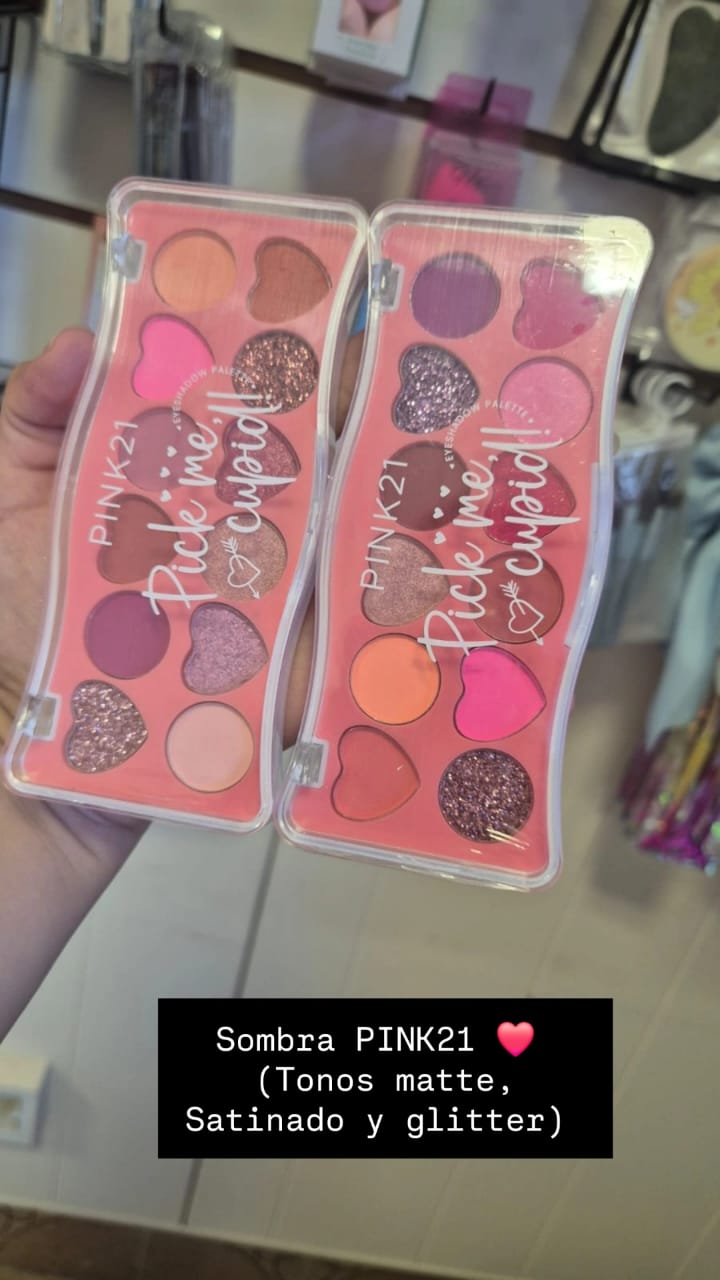 PINK21
•EYESHADOW PALETTE•
Pick me,
cupid!
PINK21
•EYESHADOW PALETTE•
Pick me,
cupid!
Sombra PINK21 ❤️
(Tonos matte,
Satinado y glitter)